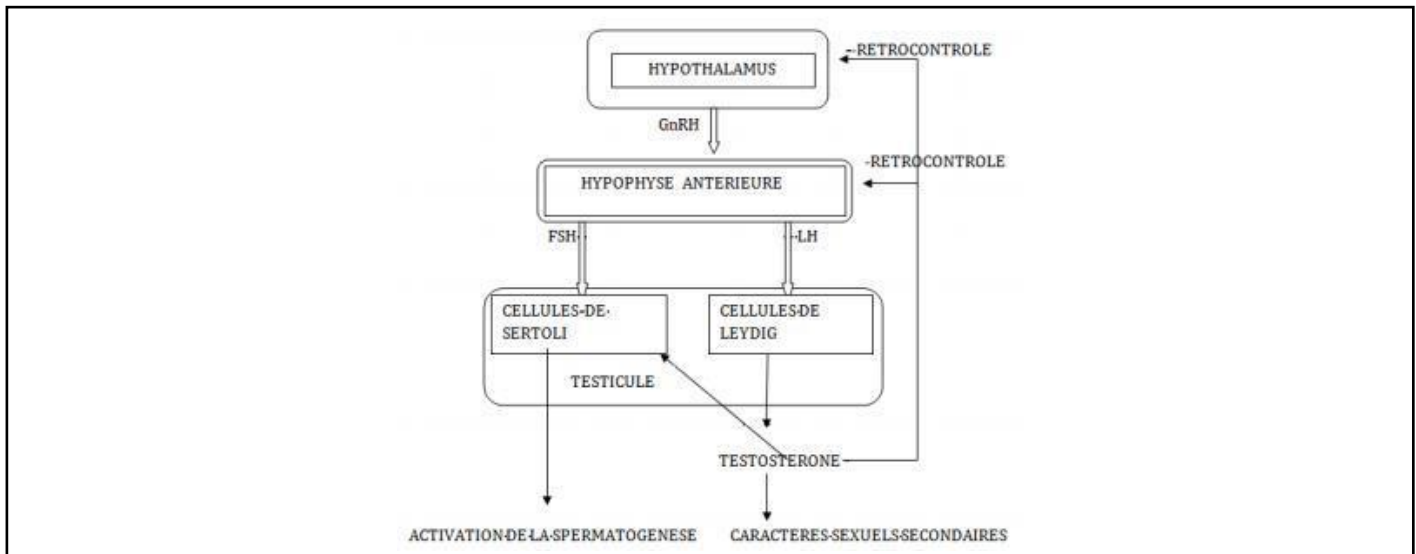 --RETROCONTROLE
HYPOTHALAMUS
GnRH
-RETROCONTROLE
HYPOPHYSE ANTERIEURE
FSH-
--LH
CELLULES-DE-
SERTOLI
CELLULES-DE
LEYDIG
TESTICULE
TESTOSTERONE
ACTIVATION-DE-LA-SPERMATOGENESE
CARACTERES-SEXUELS-SECONDAIRES